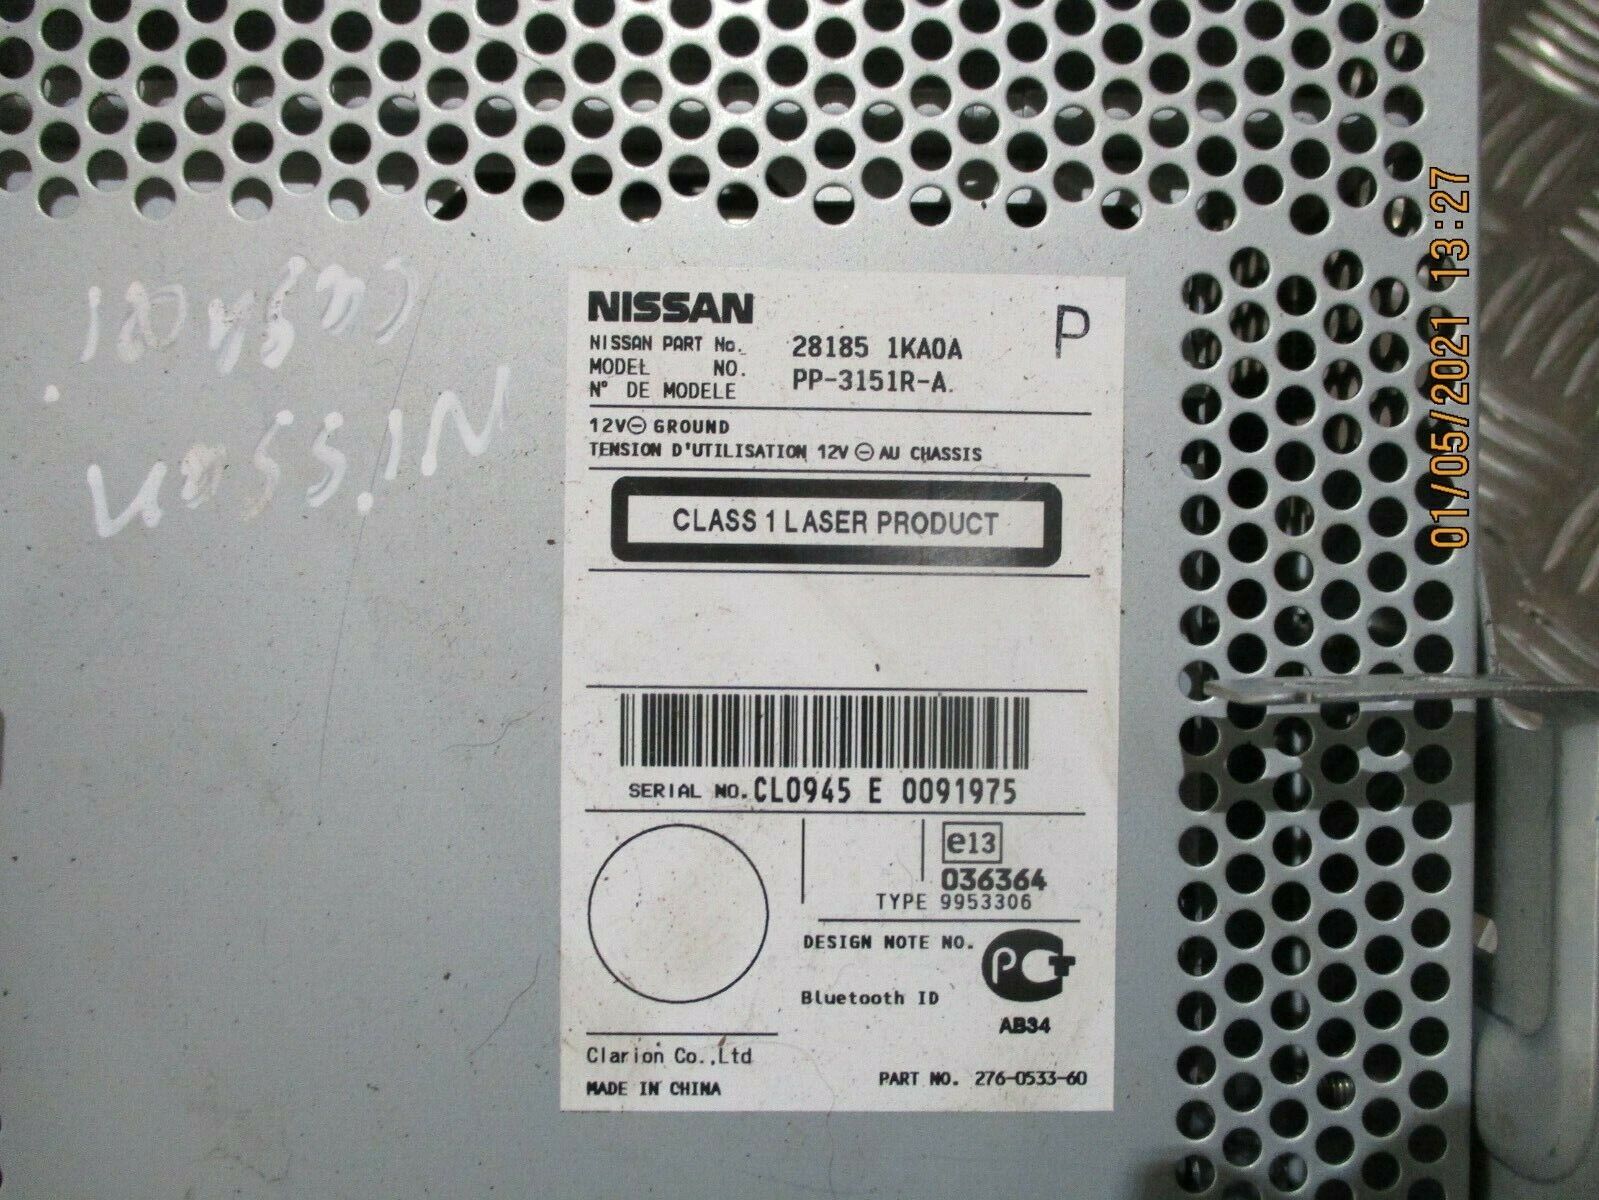 NISSAN
P
NISSAN PART No. 28185 1KA0A
MODEL NO. PP-3151R-A.
N° DE MODELE
12V⊖ GROUND
TENSION D'UTILISATION 12V ⊖ AU CHASSIS
CLASS 1 LASER PRODUCT
SERIAL NO. CL0945 E 0091975
e13
036364
TYPE 9953306
DESIGN NOTE NO.
PCT
Bluetooth ID
AB34
Clarion Co.,Ltd
MADE IN CHINA
PART NO. 276-0533-60
Nissan
01/05/2021 13:27